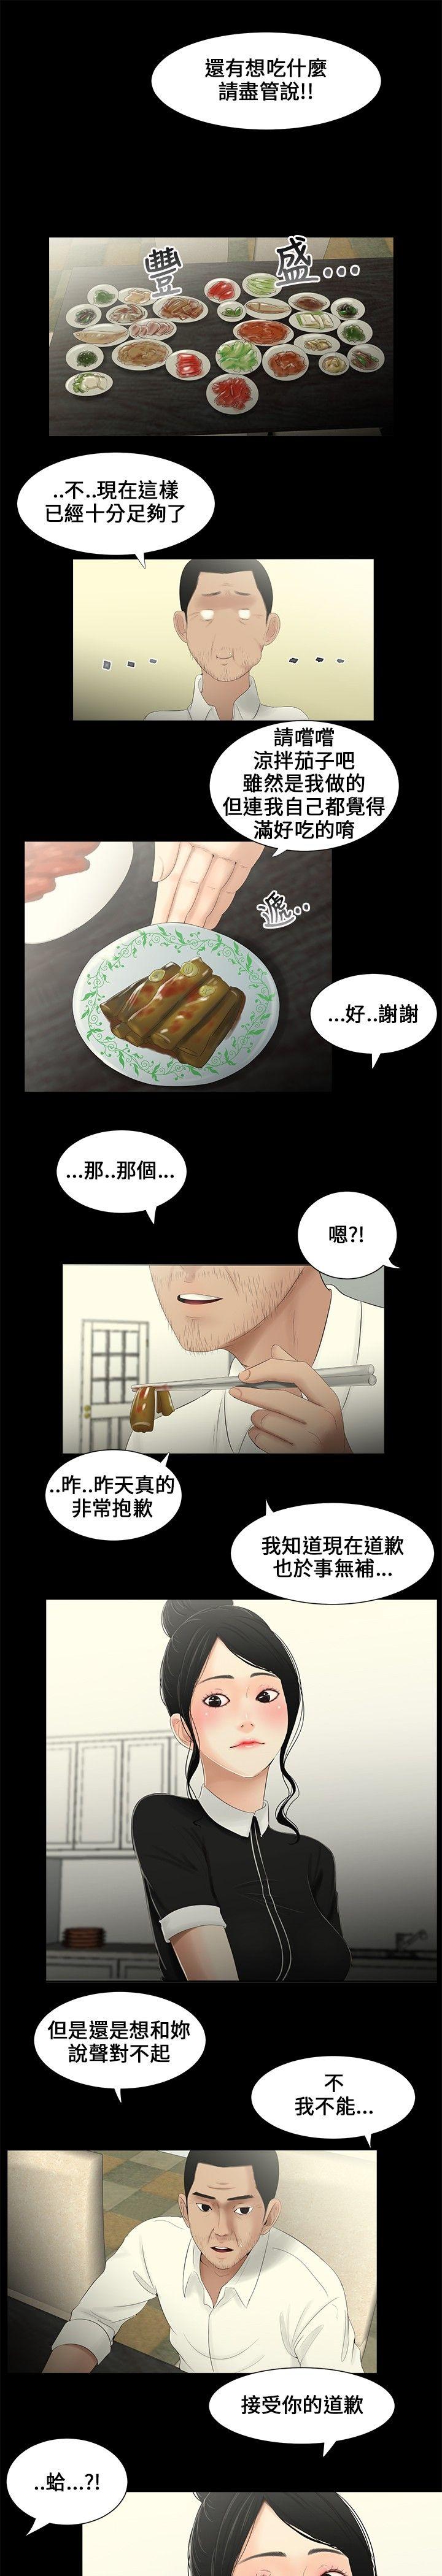 還有想吃什麼
請盡管說!!
豐 盛...
..不..現在這樣
已經十分足夠了
請嚐嚐
涼拌茄子吧
雖然是我做的
但連我自己都覺得
滿好吃的唷
遞..
...好..謝謝
...那..那個...
嗯?!
..昨..昨天真的
非常抱歉
我知道現在道歉
也於事無補...
但是還是想和妳
說聲對不起
不
我不能...
接受你的道歉
..蛤...?!